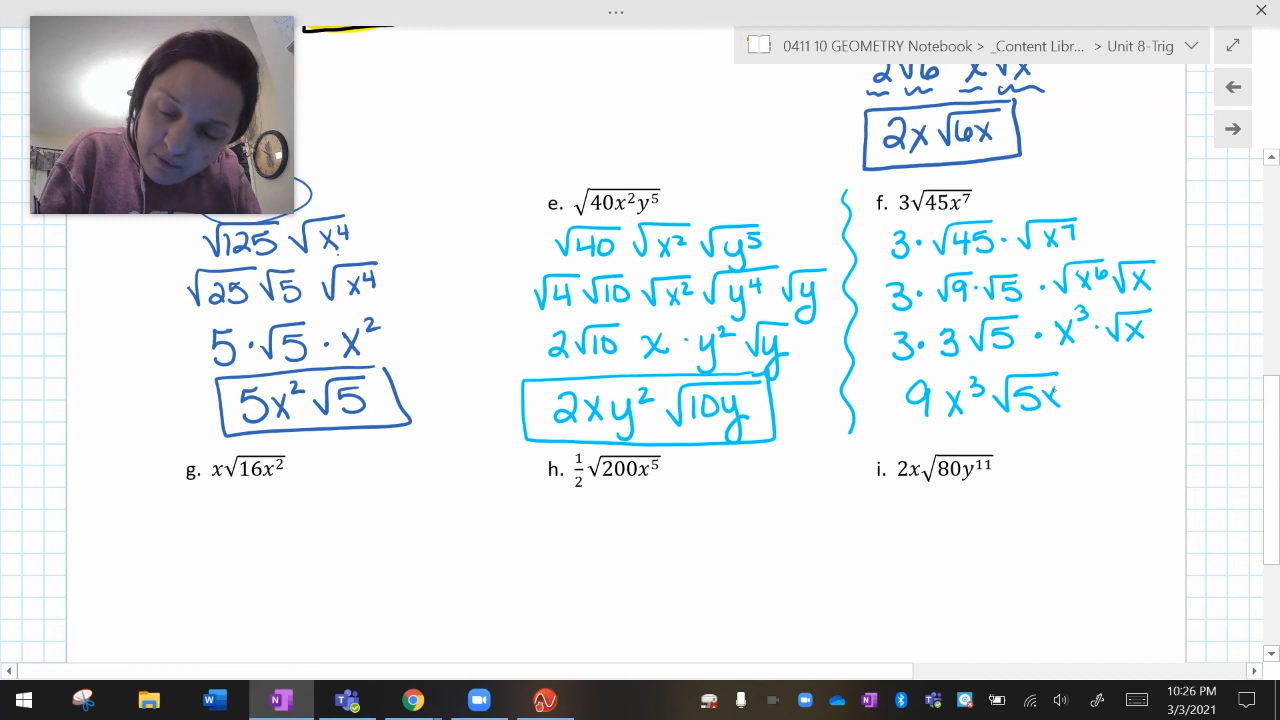 0411 10 GEOMETRY Notebook > _Content Libr... > Unit 8-Trig
2√6 x√x
2x√6x
√125 √x⁴
√25 √5 √x⁴
5 · √5 · x²
5x² √5
e. √40x²y⁵
√40 √x² √y⁵
√4 √10 √x² √y⁴ √y
2√10 x · y² √y
2xy² √10y
f. 3√45x⁷
3 · √45 · √x⁷
3 · √9 · √5 · √x⁶ √x
3 · 3√5 · x³ · √x
9x³ √5x
g. x√16x²
h. 1/2 √200x⁵
i. 2x√80y¹¹
10:26 PM
3/3/2021